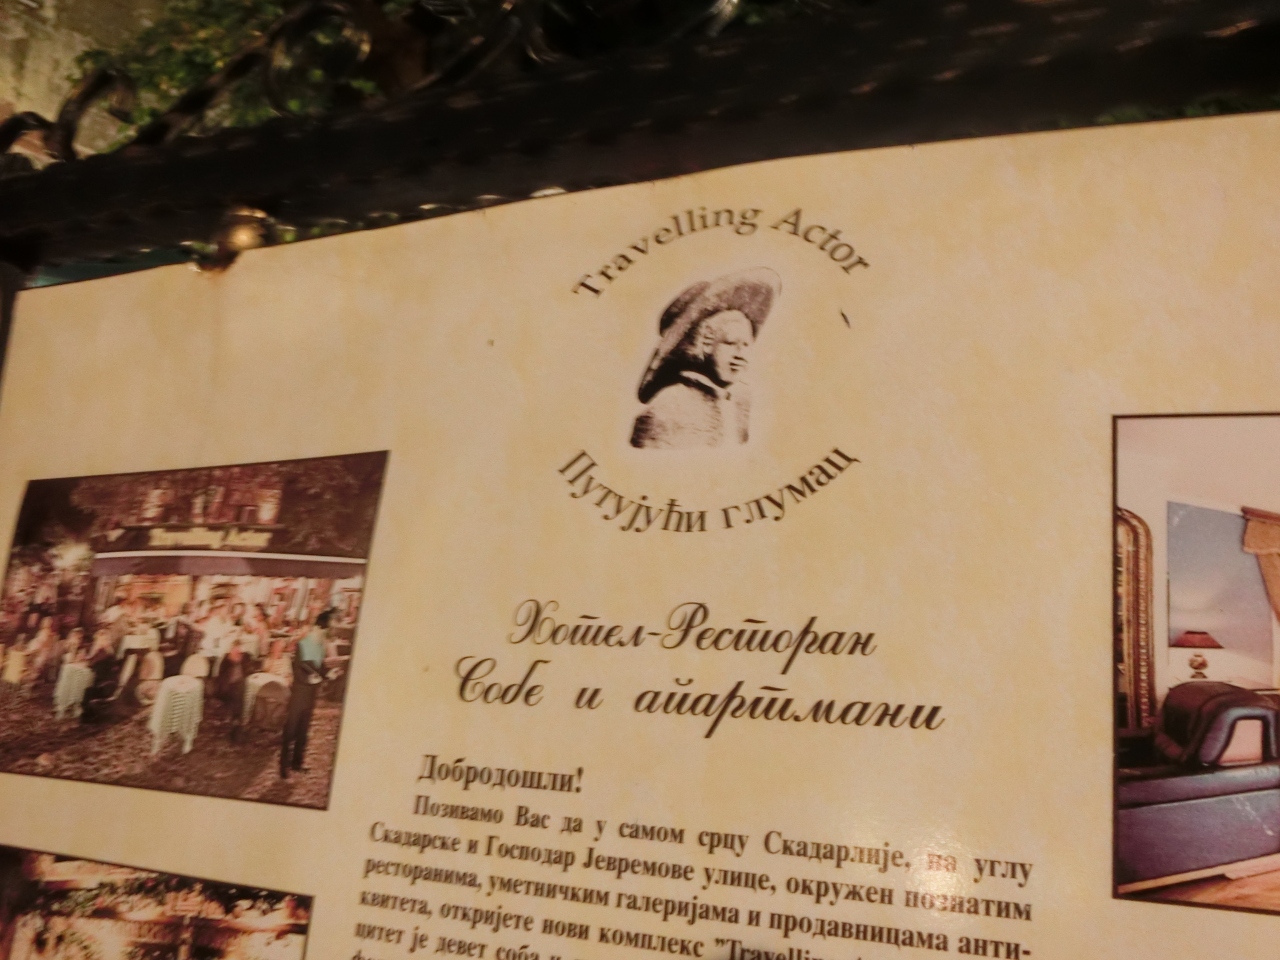 Travelling Actor
Путујући глумац
Travelling Actor
Хотел-Ресторан
Собе и апартмани
Добродошли!
Позивамо Вас да у самом срцу Скадарлије, на углу
Скадарске и Господар Јевремове улице, окружен познатим
ресторанима, уметничким галеријама и продавницама анти-
квитета, откријете нови комплекс "Travelling
цитет је девет соба и